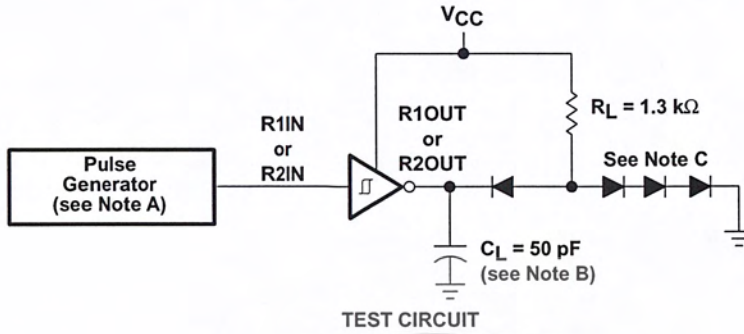 VCC
RL = 1.3 kΩ
R1IN
or
R2IN
R1OUT
or
R2OUT
See Note C
Pulse
Generator
(see Note A)
CL = 50 pF
(see Note B)
TEST CIRCUIT